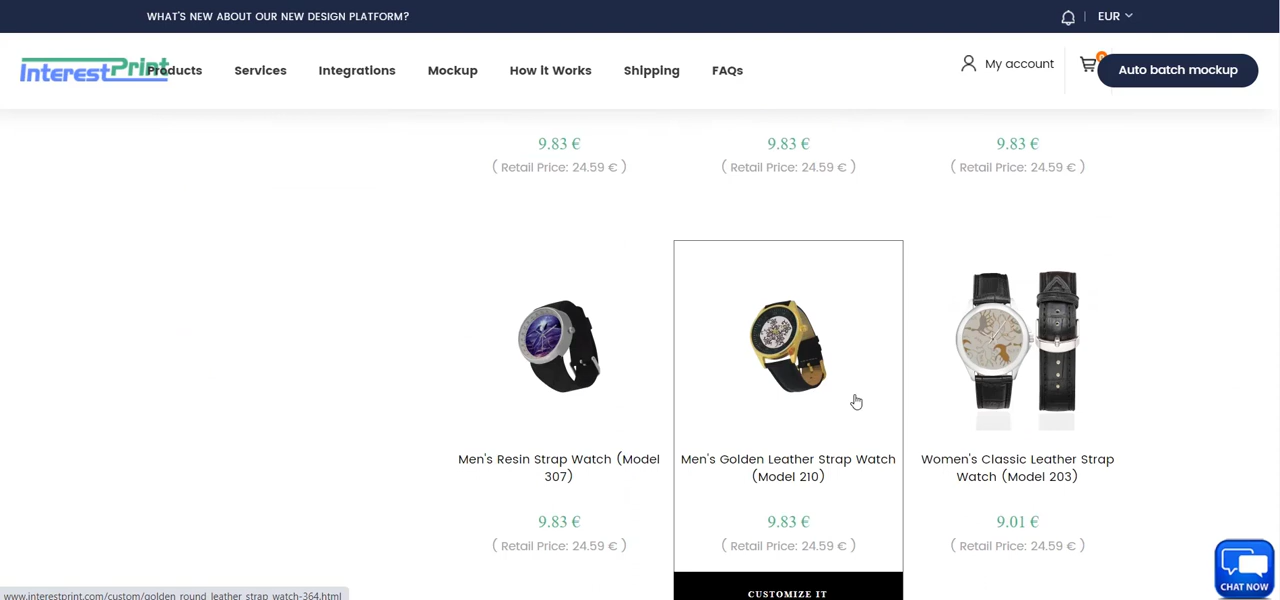 WHAT'S NEW ABOUT OUR NEW DESIGN PLATFORM?
EUR
InterestPrint
Products Services Integrations Mockup How it Works Shipping FAQs
My account
0
Auto batch mockup
9.83 € 9.83 € 9.83 €
( Retail Price: 24.59 € ) ( Retail Price: 24.59 € ) ( Retail Price: 24.59 € )
Men's Resin Strap Watch (Model
307)
9.83 €
( Retail Price: 24.59 € )
Men's Golden Leather Strap Watch
(Model 210)
9.83 €
( Retail Price: 24.59 € )
CUSTOMIZE IT
Women's Classic Leather Strap
Watch (Model 203)
9.01 €
( Retail Price: 24.59 € )
CHAT NOW
www.interestprint.com/custom/golden_round_leather_strap_watch-364.html